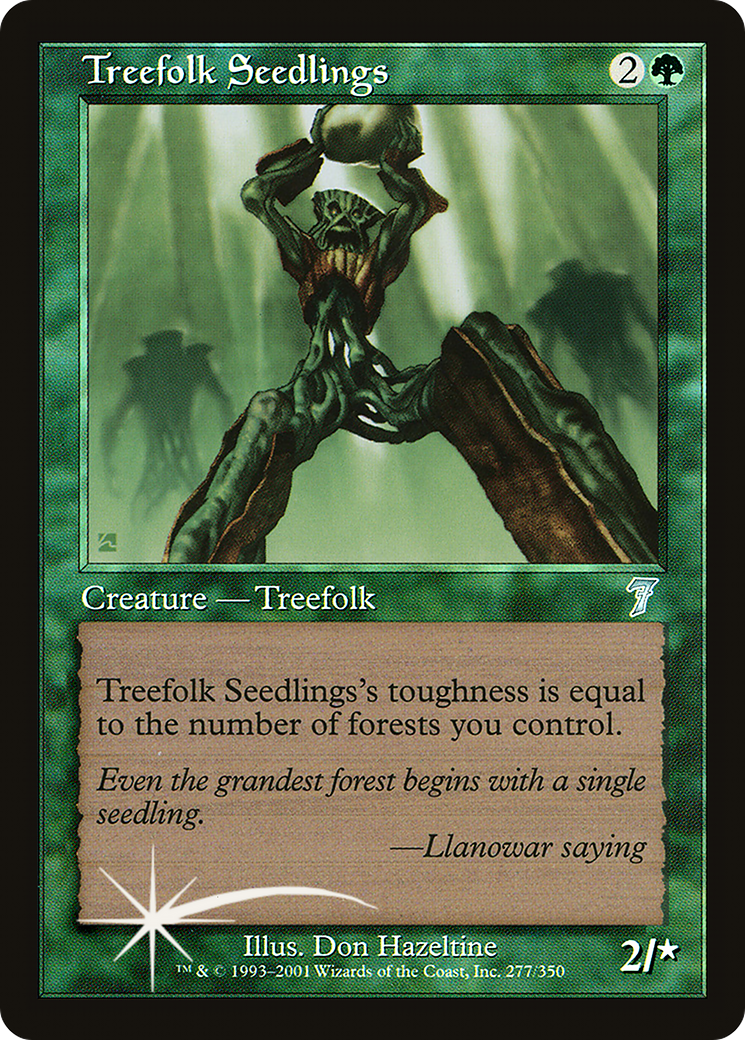 Treefolk Seedlings 2
Creature — Treefolk 7
Treefolk Seedlings's toughness is equal
to the number of forests you control.
Even the grandest forest begins with a single
seedling.
—Llanowar saying
Illus. Don Hazeltine
™ & © 1993–2001 Wizards of the Coast, Inc. 277/350
2/★